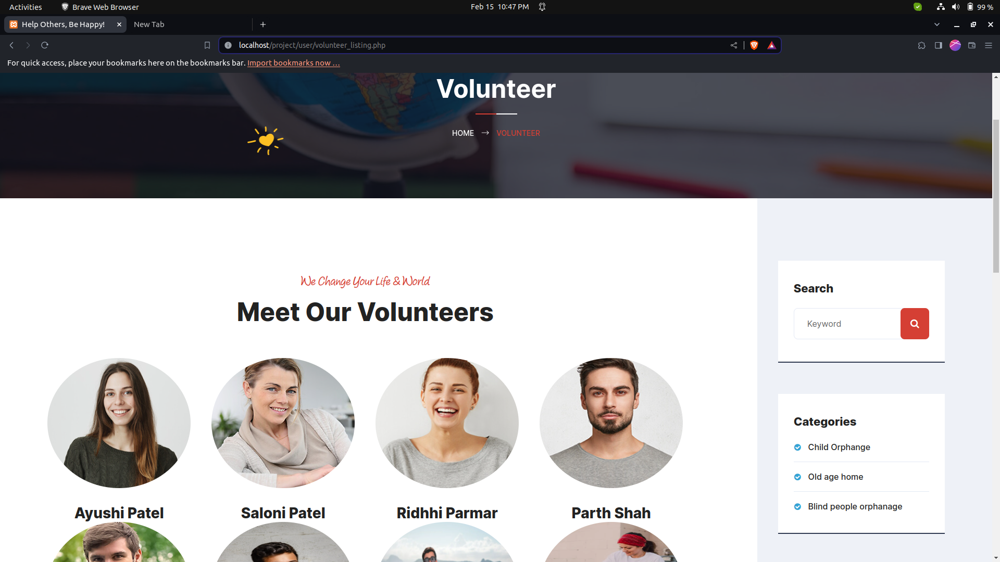 Activities
Brave Web Browser
Feb 15 10:47 PM
99 %
Help Others, Be Happy!
New Tab
localhost/project/user/volunteer_listing.php
For quick access, place your bookmarks here on the bookmarks bar. Import bookmarks now …
Volunteer
HOME → VOLUNTEER
We Change Your Life & World
Meet Our Volunteers
Ayushi Patel
Saloni Patel
Ridhhi Parmar
Parth Shah
Search
Keyword
Categories
Child Orphange
Old age home
Blind people orphanage